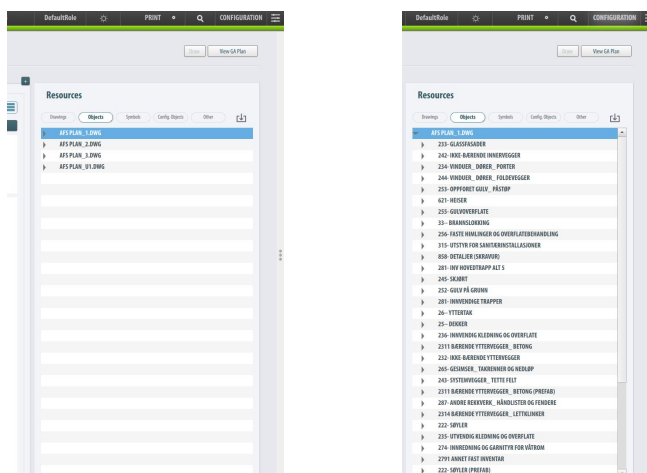 DefaultRole PRINT CONFIGURATION
View GA Plan
Resources
Drawings Objects Symbols Config. Objects Other
AFS PLAN_1.DWG
AFS PLAN_2.DWG
AFS PLAN_3.DWG
AFS PLAN_U1.DWG
DefaultRole PRINT CONFIGURATION
View GA Plan
Resources
Drawings Objects Symbols Config. Objects Other
AFS PLAN_1.DWG
233- GLASSFASADER
242- IKKE-BÆRENDE INNERVEGGER
234- VINDUER_ DØRER_ PORTER
244- VINDUER_ DØRER_ FOLDEVEGGER
253- OPPFORET GULV_ PÅSTØP
621- HEISER
255- GULVOVERFLATE
33-- BRANNSLOKKING
256- FASTE HIMLINGER OG OVERFLATEBEHANDLING
315- UTSTYR FOR SANITÆRINSTALLASJONER
858- DETALJER (SKRAVUR)
281- INV HOVEDTRAPP ALT 5
245- SKJØRT
252- GULV PÅ GRUNN
281- INNVENDIGE TRAPPER
26-- YTTERTAK
25-- DEKKER
236- INNVENDIG KLEDNING OG OVERFLATE
2311 BÆRENDE YTTERVEGGER_ BETONG
232- IKKE-BÆRENDE YTTERVEGGER
265- GESIMSER_ TAKRENNER OG NEDLØP
243- SYSTEMVEGGER_ TETTE FELT
2311 BÆRENDE YTTERVEGGER_ BETONG (PREFAB)
287- ANDRE REKKVERK_ HÅNDLISTER OG FENDERE
2314 BÆRENDE YTTERVEGGER_ LETTKLINKER
222- SØYLER
235- UTVENDIG KLEDNING OG OVERFLATE
274- INNREDNING OG GARNITYR FOR VÅTROM
2791 ANNET FAST INVENTAR
222- SØYLER (PREFAB)